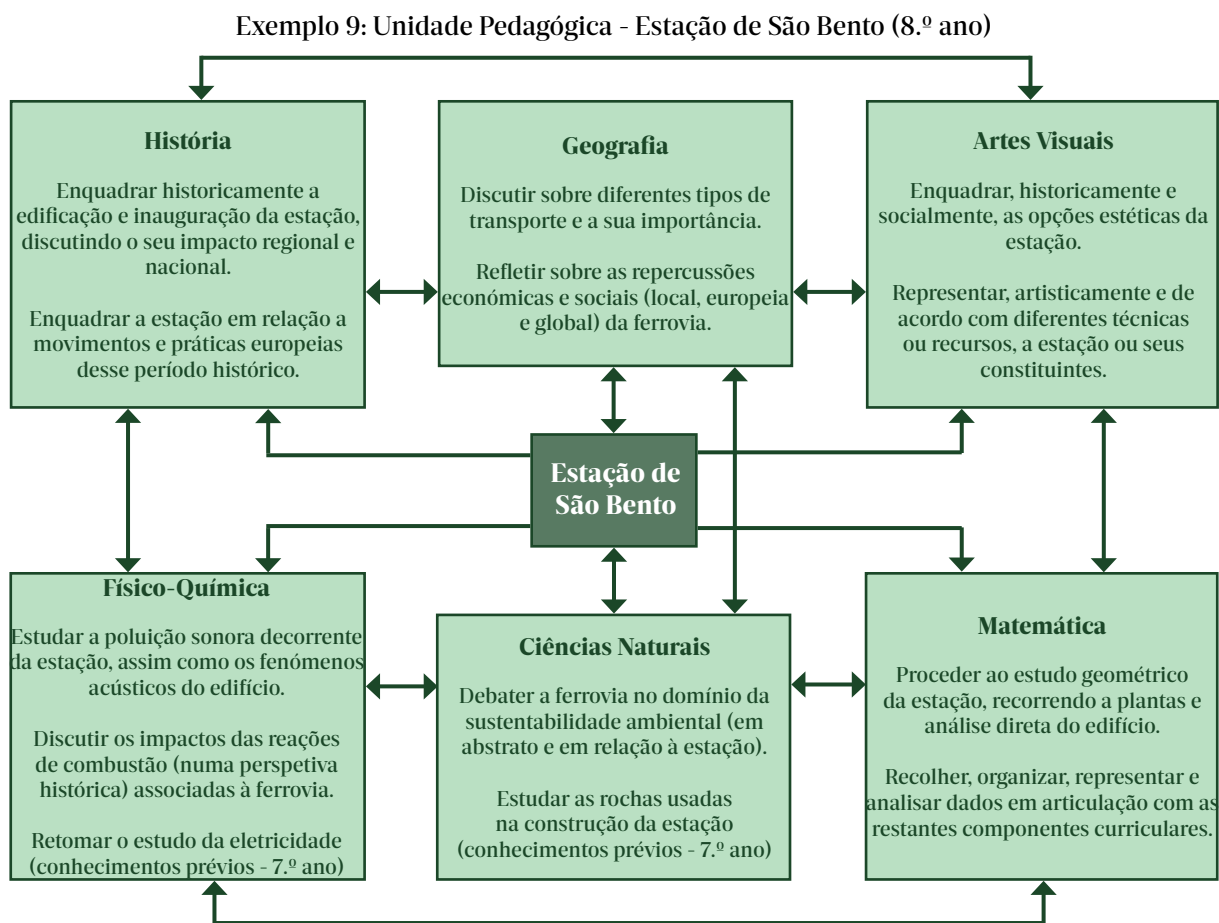 Exemplo 9: Unidade Pedagógica - Estação de São Bento (8.º ano)
História
Enquadrar historicamente a
edificação e inauguração da estação,
discutindo o seu impacto regional e
nacional.
Enquadrar a estação em relação a
movimentos e práticas europeias
desse período histórico.
Geografia
Discutir sobre diferentes tipos de
transporte e a sua importância.
Refletir sobre as repercussões
económicas e sociais (local, europeia
e global) da ferrovia.
Artes Visuais
Enquadrar, historicamente e
socialmente, as opções estéticas da
estação.
Representar, artisticamente e de
acordo com diferentes técnicas
ou recursos, a estação ou seus
constituintes.
Estação de
São Bento
Físico-Química
Estudar a poluição sonora decorrente
da estação, assim como os fenómenos
acústicos do edifício.
Discutir os impactos das reações
de combustão (numa perspetiva
histórica) associadas à ferrovia.
Retomar o estudo da eletricidade
(conhecimentos prévios - 7.º ano)
Ciências Naturais
Debater a ferrovia no domínio da
sustentabilidade ambiental (em
abstrato e em relação à estação).
Estudar as rochas usadas
na construção da estação
(conhecimentos prévios - 7.º ano)
Matemática
Proceder ao estudo geométrico
da estação, recorrendo a plantas e
análise direta do edifício.
Recolher, organizar, representar e
analisar dados em articulação com as
restantes componentes curriculares.